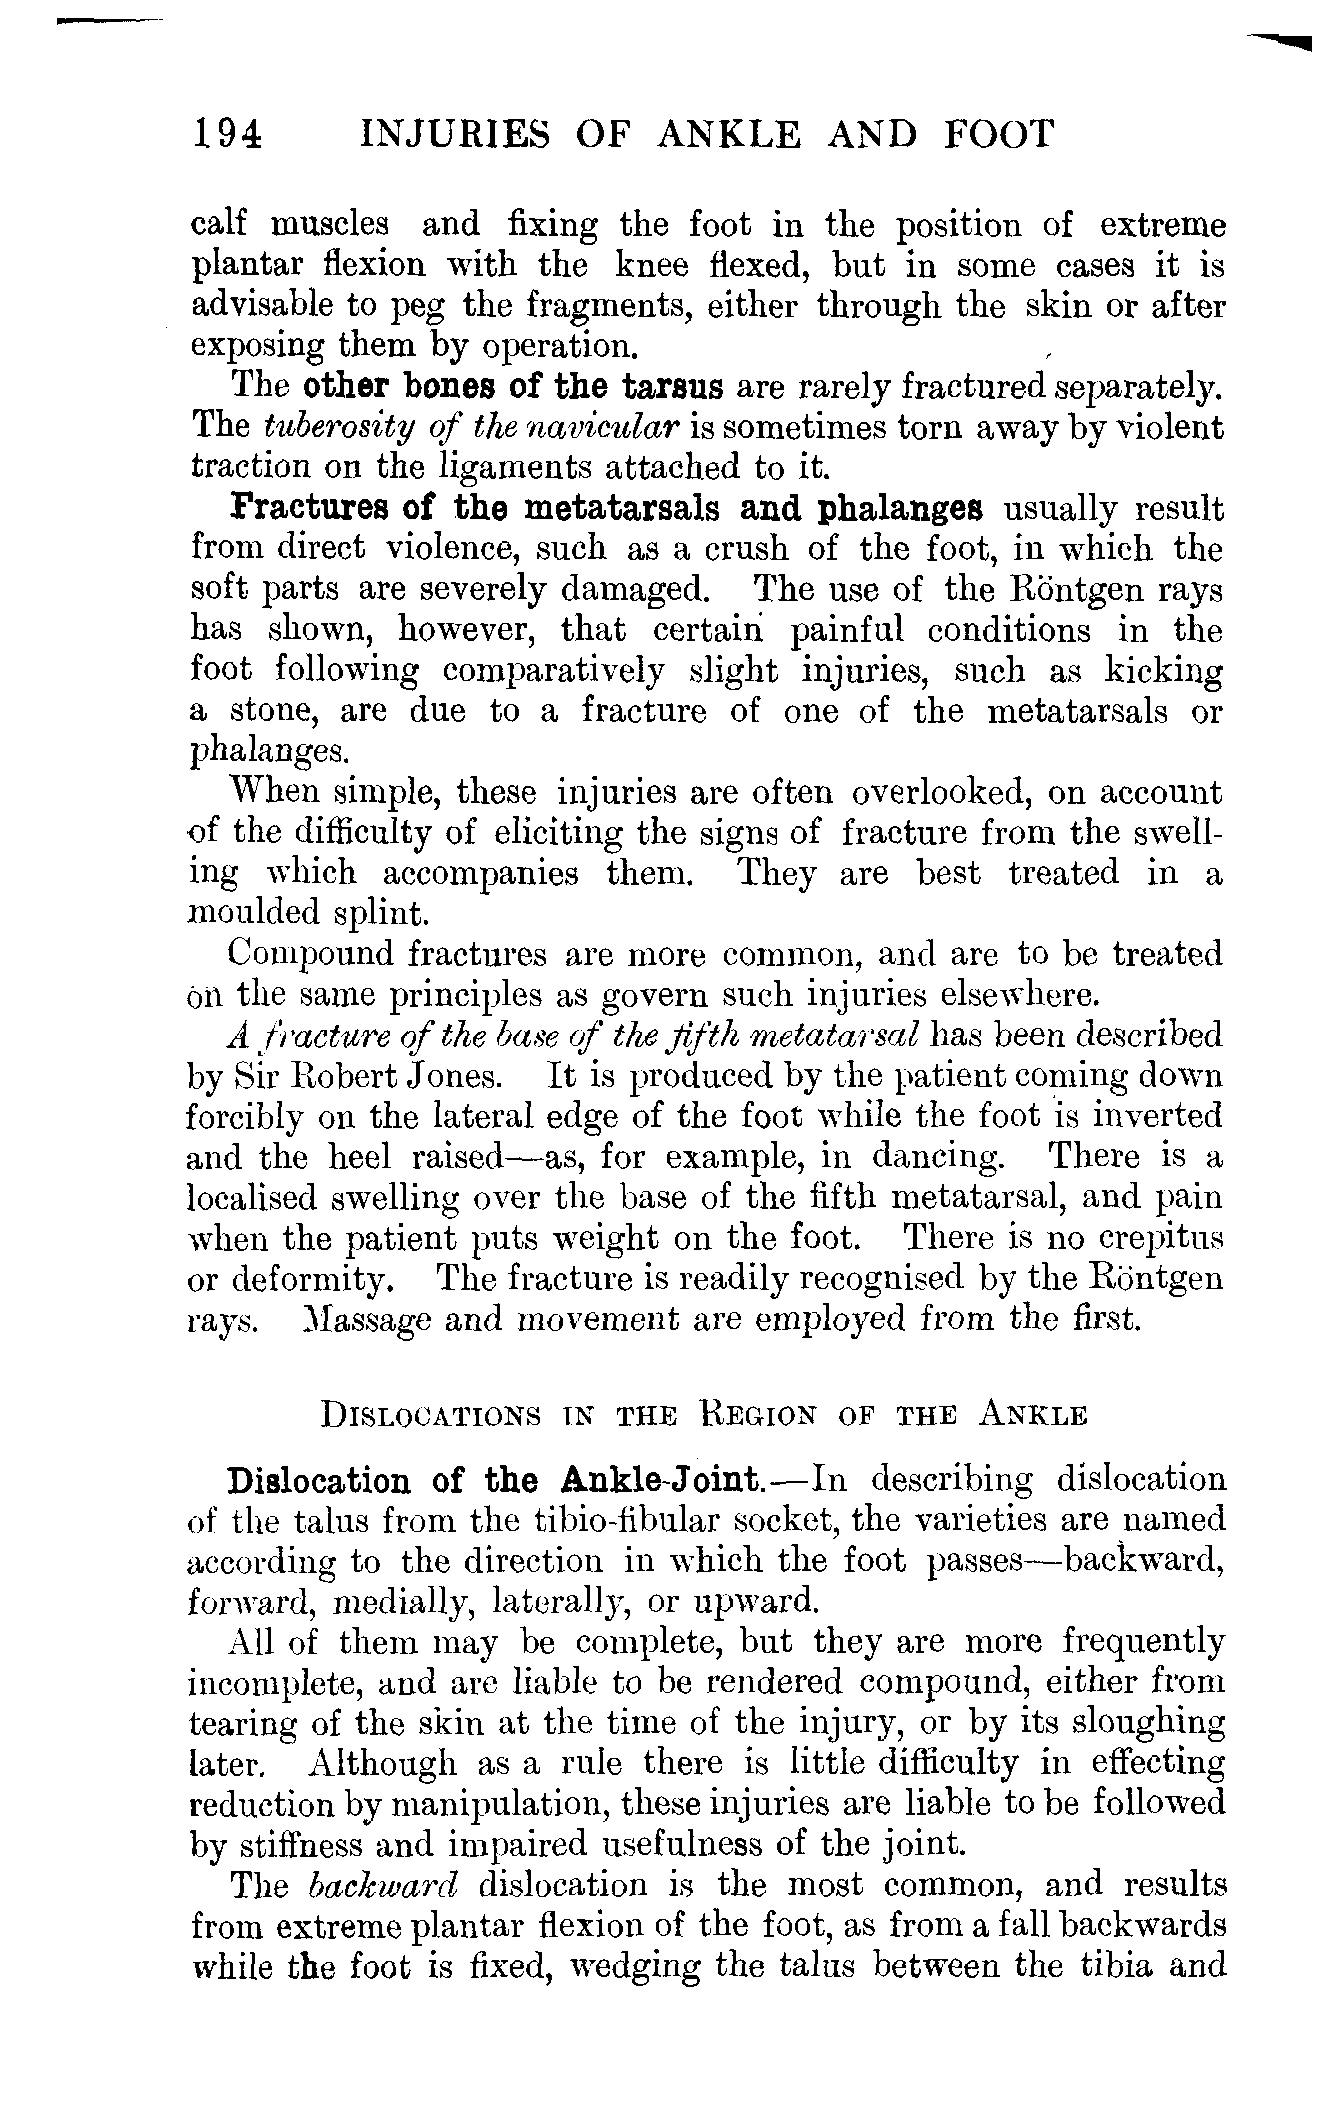 194 INJURIES OF ANKLE AND FOOT
calf muscles and fixing the foot in the position of extreme
plantar flexion with the knee flexed, but in some cases it is
advisable to peg the fragments, either through the skin or after
exposing them by operation.
The other bones of the tarsus are rarely fractured separately.
The tuberosity of the navicular is sometimes torn away by violent
traction on the ligaments attached to it.
Fractures of the metatarsals and phalanges usually result
from direct violence, such as a crush of the foot, in which the
soft parts are severely damaged. The use of the Röntgen rays
has shown, however, that certain painful conditions in the
foot following comparatively slight injuries, such as kicking
a stone, are due to a fracture of one of the metatarsals or
phalanges.
When simple, these injuries are often overlooked, on account
of the difficulty of eliciting the signs of fracture from the swell-
ing which accompanies them. They are best treated in a
moulded splint.
Compound fractures are more common, and are to be treated
on the same principles as govern such injuries elsewhere.
A fracture of the base of the fifth metatarsal has been described
by Sir Robert Jones. It is produced by the patient coming down
forcibly on the lateral edge of the foot while the foot is inverted
and the heel raised—as, for example, in dancing. There is a
localised swelling over the base of the fifth metatarsal, and pain
when the patient puts weight on the foot. There is no crepitus
or deformity. The fracture is readily recognised by the Röntgen
rays. Massage and movement are employed from the first.
DISLOCATIONS IN THE REGION OF THE ANKLE
Dislocation of the Ankle-Joint.—In describing dislocation
of the talus from the tibio-fibular socket, the varieties are named
according to the direction in which the foot passes—backward,
forward, medially, laterally, or upward.
All of them may be complete, but they are more frequently
incomplete, and are liable to be rendered compound, either from
tearing of the skin at the time of the injury, or by its sloughing
later. Although as a rule there is little difficulty in effecting
reduction by manipulation, these injuries are liable to be followed
by stiffness and impaired usefulness of the joint.
The backward dislocation is the most common, and results
from extreme plantar flexion of the foot, as from a fall backwards
while the foot is fixed, wedging the talus between the tibia and